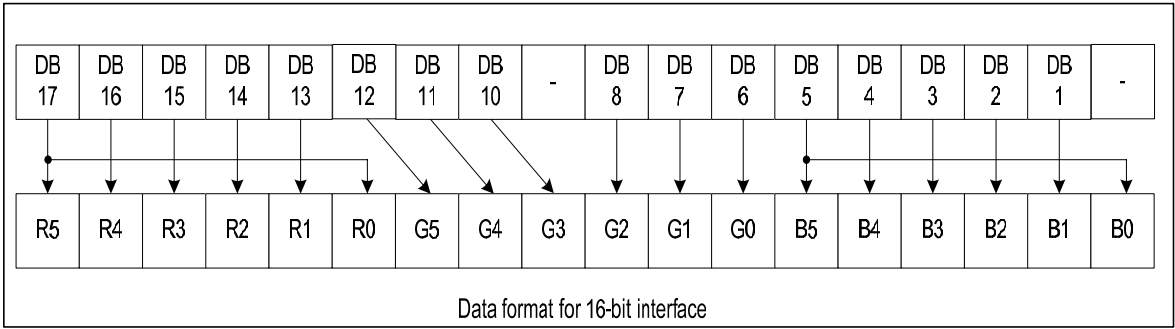 DB 17 DB 16 DB 15 DB 14 DB 13 DB 12 DB 11 DB 10 - DB 8 DB 7 DB 6 DB 5 DB 4 DB 3 DB 2 DB 1 -
R5 R4 R3 R2 R1 R0 G5 G4 G3 G2 G1 G0 B5 B4 B3 B2 B1 B0
Data format for 16-bit interface